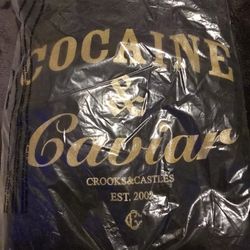 COCAINE
&
Caviar
CROOKS&CASTLES
EST. 2002